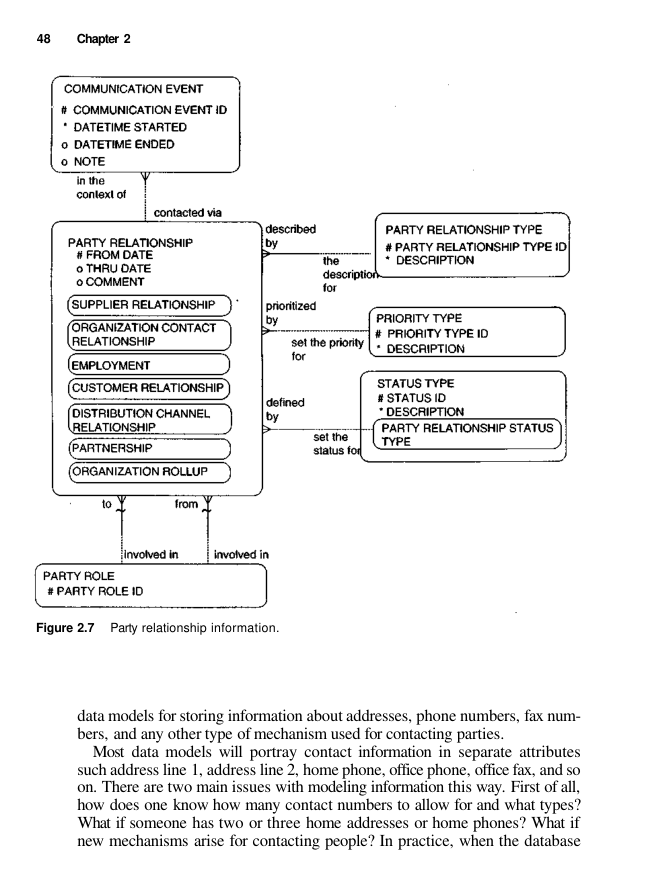 48 Chapter 2
COMMUNICATION EVENT
# COMMUNICATION EVENT ID
* DATETIME STARTED
o DATETIME ENDED
o NOTE
in the
context of
contacted via
PARTY RELATIONSHIP
# FROM DATE
o THRU DATE
o COMMENT
SUPPLIER RELATIONSHIP
ORGANIZATION CONTACT
RELATIONSHIP
EMPLOYMENT
CUSTOMER RELATIONSHIP
DISTRIBUTION CHANNEL
RELATIONSHIP
PARTNERSHIP
ORGANIZATION ROLLUP
described
by
the
description
for
PARTY RELATIONSHIP TYPE
# PARTY RELATIONSHIP TYPE ID
* DESCRIPTION
prioritized
by
set the priority
for
PRIORITY TYPE
# PRIORITY TYPE ID
* DESCRIPTION
defined
by
set the
status for
STATUS TYPE
# STATUS ID
* DESCRIPTION
PARTY RELATIONSHIP STATUS
TYPE
to
from
involved in
involved in
PARTY ROLE
# PARTY ROLE ID
Figure 2.7 Party relationship information.
data models for storing information about addresses, phone numbers, fax num-
bers, and any other type of mechanism used for contacting parties.
Most data models will portray contact information in separate attributes
such address line 1, address line 2, home phone, office phone, office fax, and so
on. There are two main issues with modeling information this way. First of all,
how does one know how many contact numbers to allow for and what types?
What if someone has two or three home addresses or home phones? What if
new mechanisms arise for contacting people? In practice, when the database